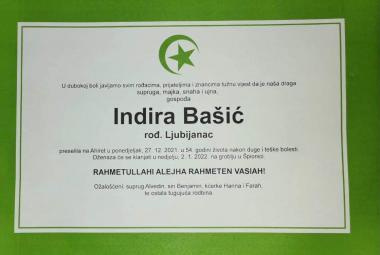 U dubokoj boli javljamo svim rođacima, prijateljima i znancima tužnu vijest da je naša draga
supruga, majka, snaha i ujna,
gospođa
Indira Bašić
rođ. Ljubijanac
preselila na Ahiret u ponedjeljak, 27. 12. 2021. u 54. godini života nakon duge i teške bolesti.
Dženaza će se klanjati u nedjelju, 2. 1. 2022. na groblju u Špionici.
RAHMETULLAHI ALEJHA RAHMETEN VASIAH!
Ožalošćeni: suprug Alvedin, sin Benjamin, kćerke Hanna i Farah,
te ostala tugujuća rodbina.